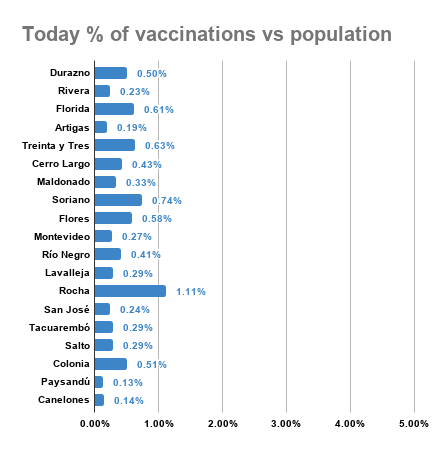 Today % of vaccinations vs population
Durazno 0.50%
Rivera 0.23%
Florida 0.61%
Artigas 0.19%
Treinta y Tres 0.63%
Cerro Largo 0.43%
Maldonado 0.33%
Soriano 0.74%
Flores 0.58%
Montevideo 0.27%
Río Negro 0.41%
Lavalleja 0.29%
Rocha 1.11%
San José 0.24%
Tacuarembó 0.29%
Salto 0.29%
Colonia 0.51%
Paysandú 0.13%
Canelones 0.14%
0.00% 1.00% 2.00% 3.00% 4.00% 5.00%